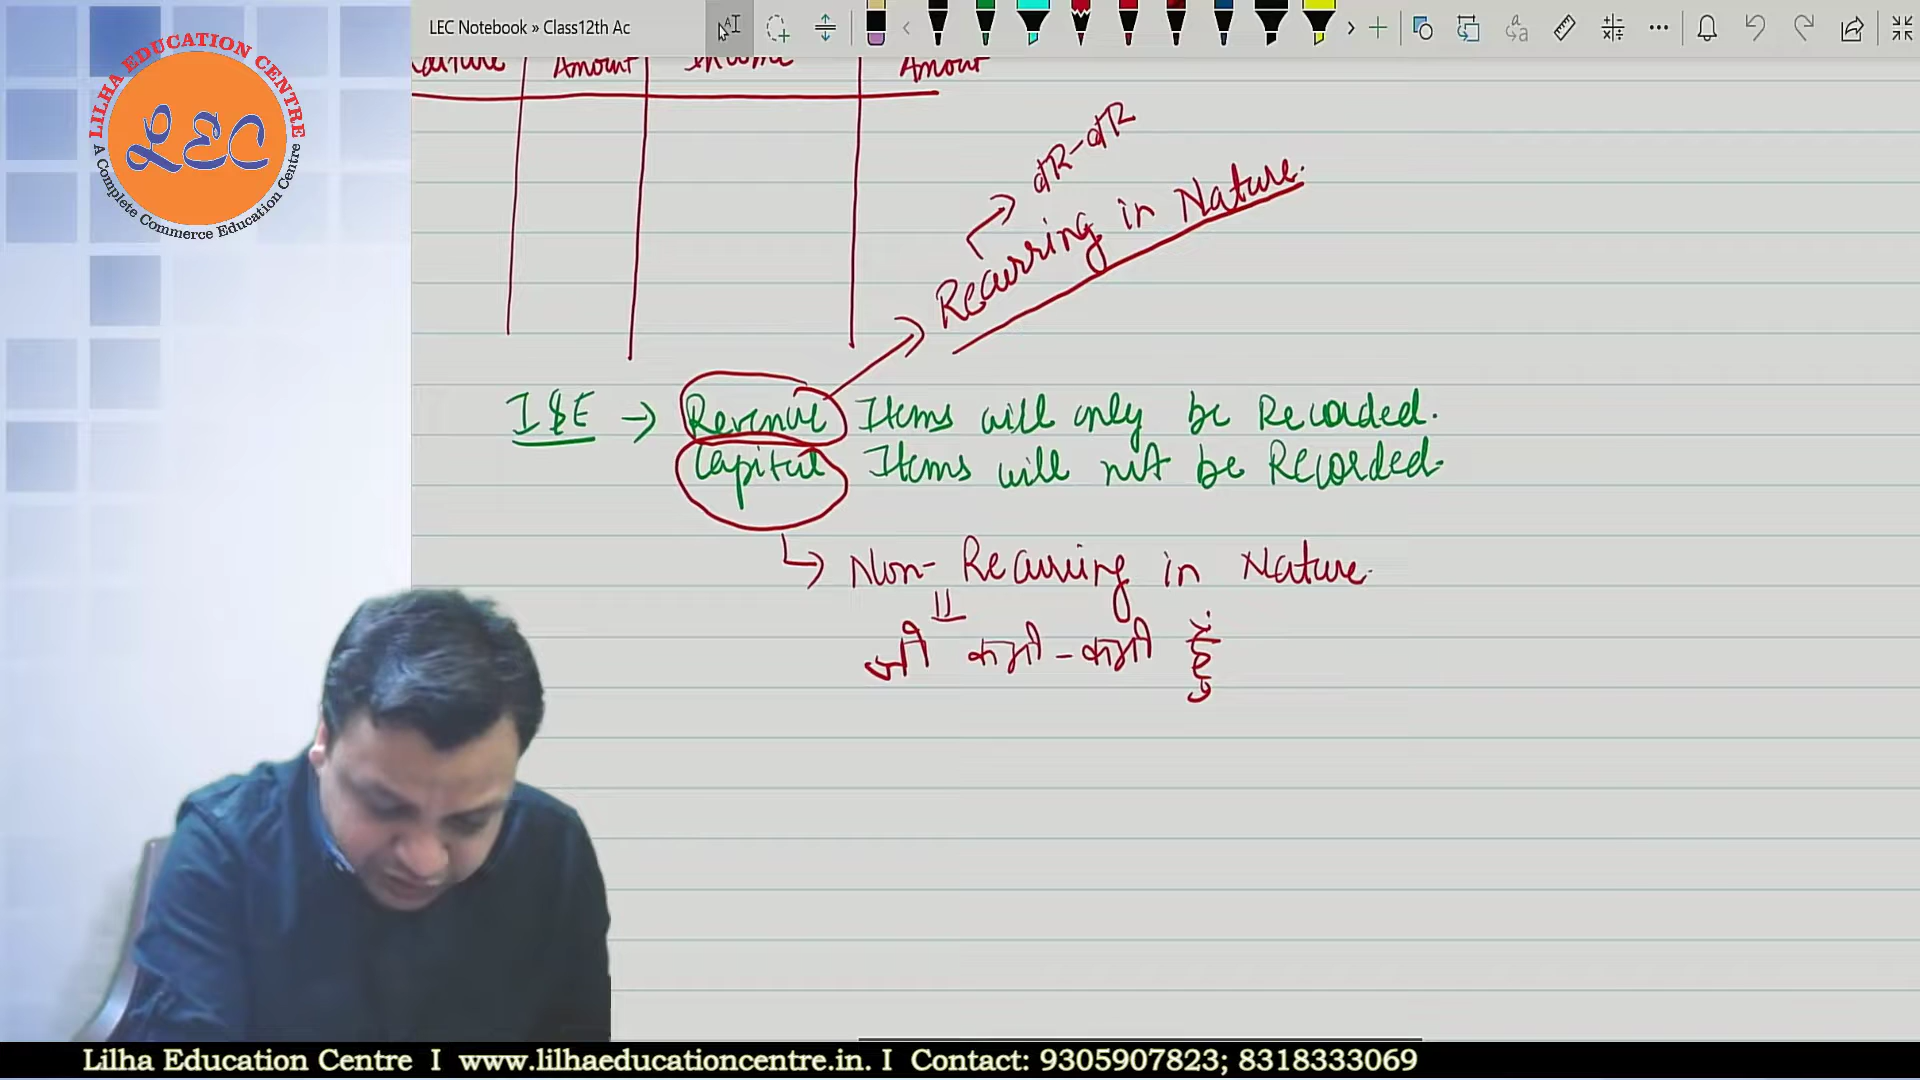 LEC Notebook » Class12th Ac
LILHA EDUCATION CENTRE
LEC
A Complete Commerce Education Centre
Amount Income Amout
बार-बार
Recurring in Nature.
I&E → Revenue Items will only be Recorded.
Capital Items will not be Recorded.
↳ Non-Recurring in Nature.
जो कभी-कभी हो
Lilha Education Centre I www.lilhaeducationcentre.in. I Contact: 9305907823; 8318333069